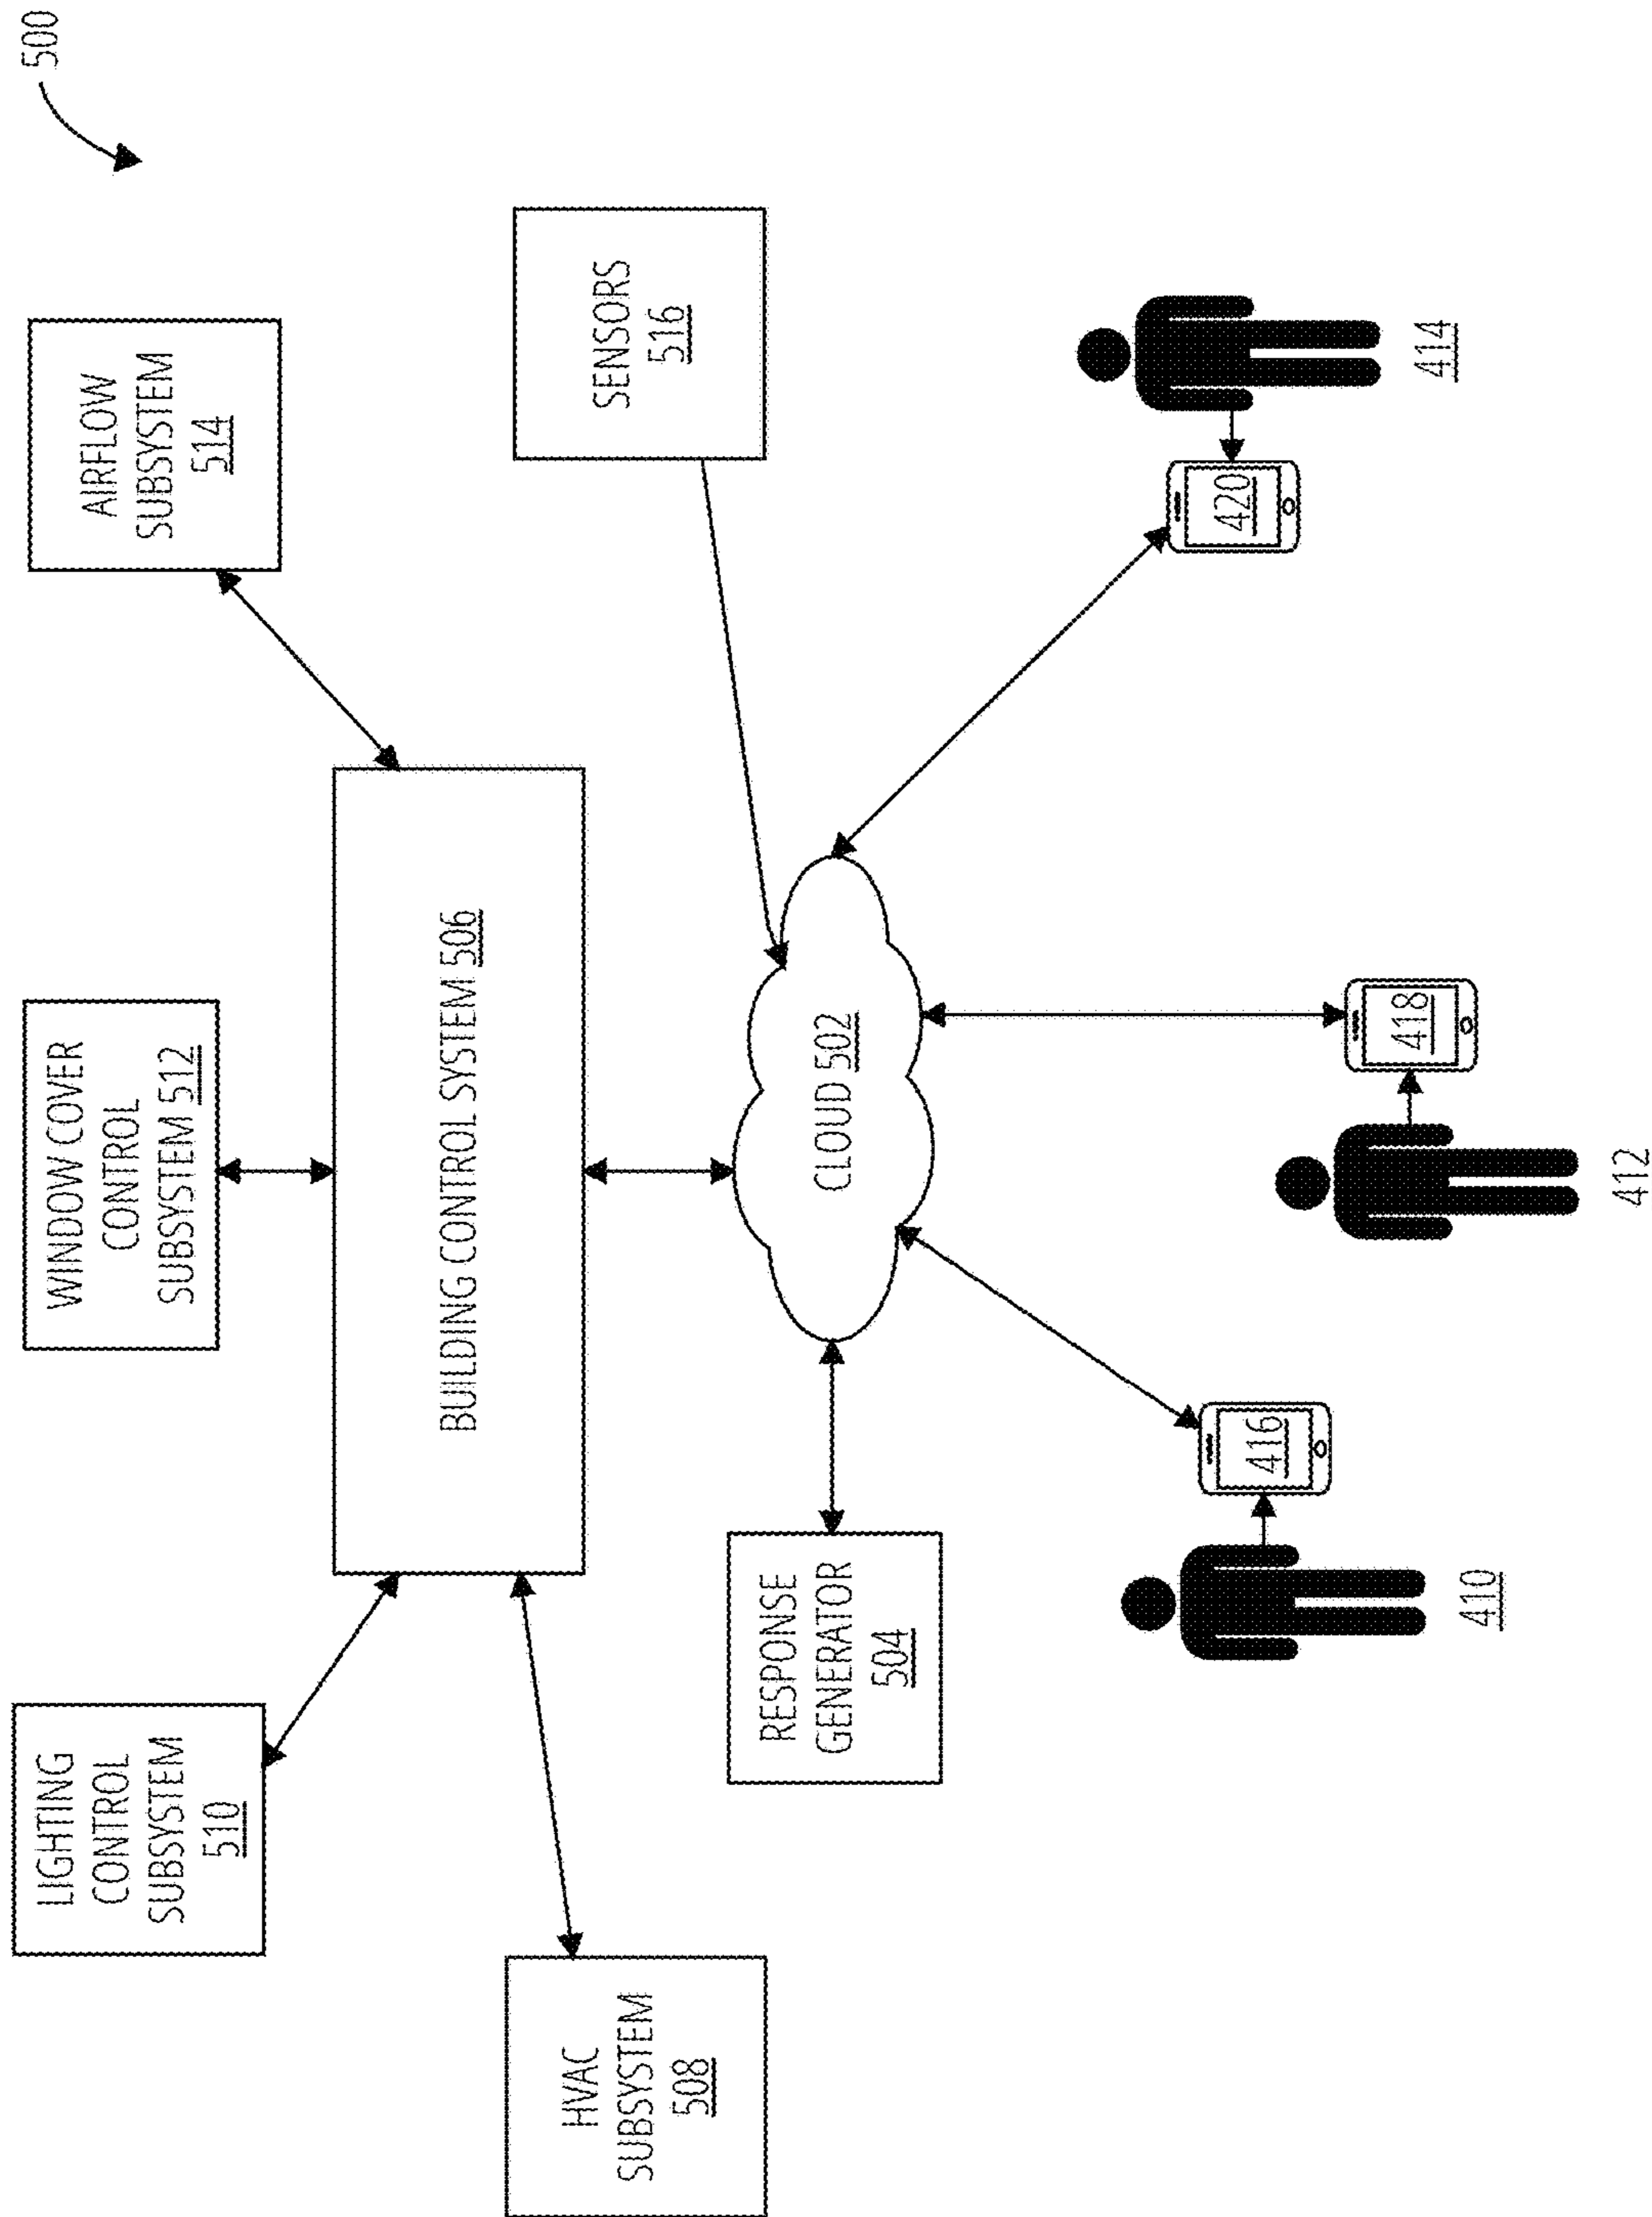 500
LIGHTING
CONTROL
SUBSYSTEM
510
WINDOW COVER
CONTROL
SUBSYSTEM 512
AIRFLOW
SUBSYSTEM
514
HVAC
SUBSYSTEM
508
BUILDING CONTROL SYSTEM 506
SENSORS
516
RESPONSE
GENERATOR
504
CLOUD 502
416
410
418
412
420
414